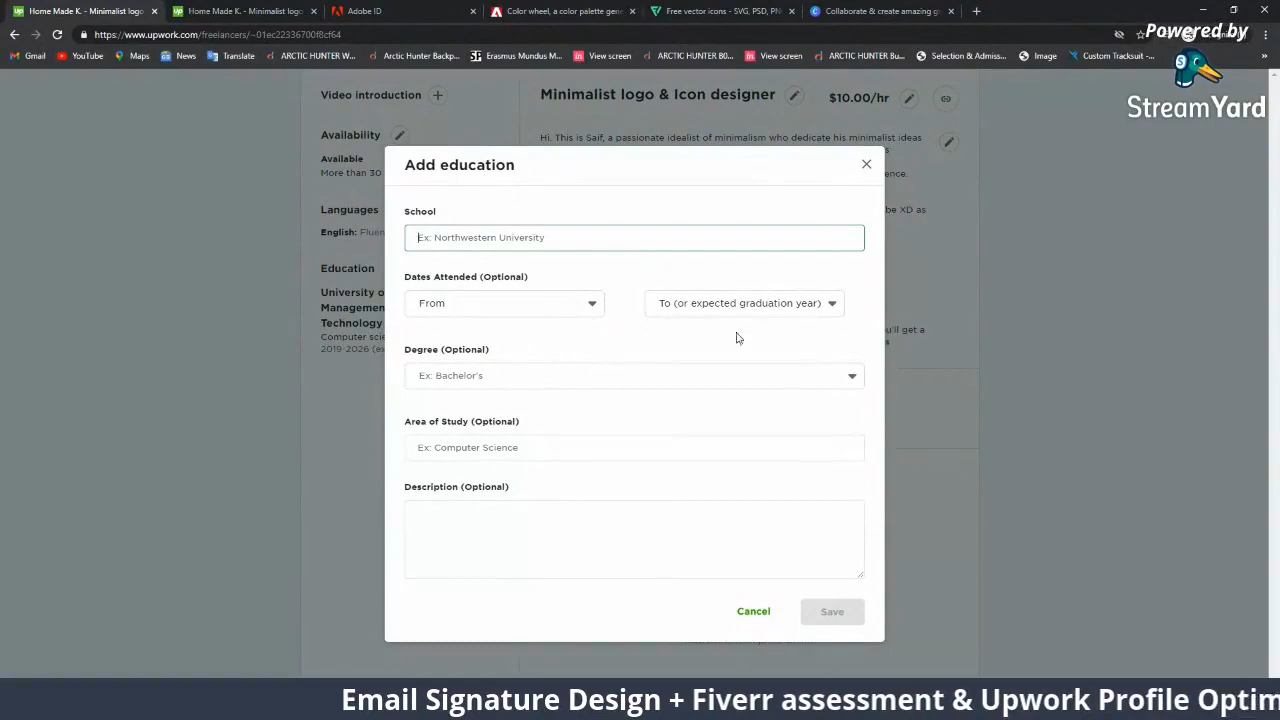 Home Made K. - Minimalist logo
Home Made K. - Minimalist logo
Adobe ID
Color wheel, a color palette gene
Free vector icons - SVG, PSD, PN
Collaborate & create amazing g
https://www.upwork.com/freelancers/~01ec22336700f8cf64
Powered by
StreamYard
Gmail
YouTube
Maps
News
Translate
ARCTIC HUNTER W...
Arctic Hunter Backp...
Erasmus Mundus M...
View screen
ARCTIC HUNTER B0...
View screen
ARCTIC HUNTER Bu...
Selection & Admissi...
Image
Custom Tracksuit -...
Video introduction
Minimalist logo & Icon designer
$10.00/hr
Availability
Available
More than 30
Hi. This is Saif, a passionate idealist of minimalism who dedicate his minimalist ideas
ence.
Languages
be XD as
English: Fluen
Education
University o
Management
Technology
Computer scie
2019-2026 (ex
ou'll get a
Add education
School
Ex: Northwestern University
Dates Attended (Optional)
From
To (or expected graduation year)
Degree (Optional)
Ex: Bachelor's
Area of Study (Optional)
Ex: Computer Science
Description (Optional)
Cancel
Save
Email Signature Design + Fiverr assessment & Upwork Profile Optim